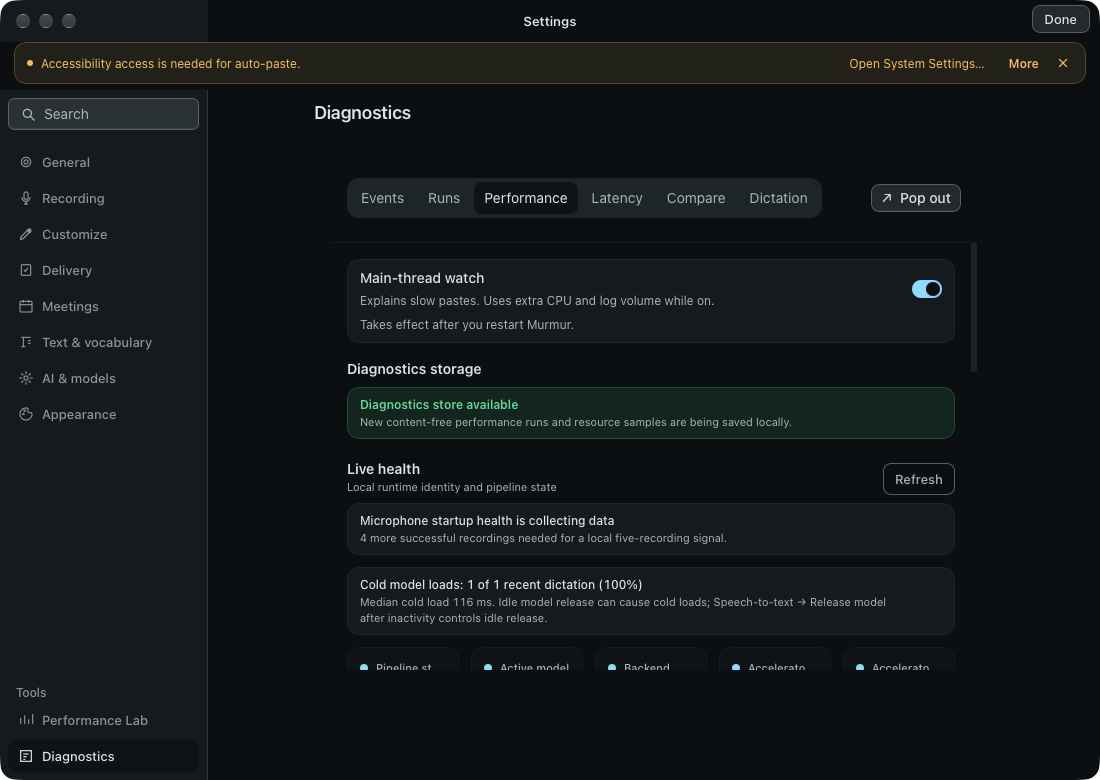 Settings
Done
Accessibility access is needed for auto-paste.
Open System Settings...
More
Search
General
Recording
Customize
Delivery
Meetings
Text & vocabulary
AI & models
Appearance
Tools
Performance Lab
Diagnostics
Diagnostics
Events
Runs
Performance
Latency
Compare
Dictation
Pop out
Main-thread watch
Explains slow pastes. Uses extra CPU and log volume while on.
Takes effect after you restart Murmur.
Diagnostics storage
Diagnostics store available
New content-free performance runs and resource samples are being saved locally.
Live health
Local runtime identity and pipeline state
Refresh
Microphone startup health is collecting data
4 more successful recordings needed for a local five-recording signal.
Cold model loads: 1 of 1 recent dictation (100%)
Median cold load 116 ms. Idle model release can cause cold loads; Speech-to-text → Release model
after inactivity controls idle release.
Pipeline st
Active model
Backend
Accelerato
Accelerato